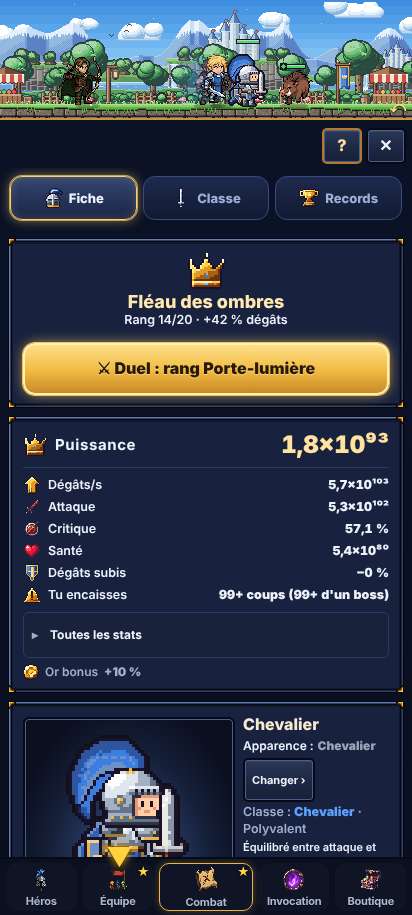 ?
×
Fiche
Classe
Records
Fléau des ombres
Rang 14/20 · +42 % dégâts
⚔ Duel : rang Porte-lumière
Puissance 1,8×10⁹³
Dégâts/s 5,7×10¹⁰³
Attaque 5,3×10¹⁰²
Critique 57,1 %
Santé 5,4×10⁸⁰
Dégâts subis −0 %
Tu encaisses 99+ coups (99+ d'un boss)
▸ Toutes les stats
Or bonus +10 %
Chevalier
Apparence : Chevalier
Changer ›
Classe : Chevalier ·
Polyvalent
Équilibré entre attaque et
Héros
Équipe
Combat
Invocation
Boutique